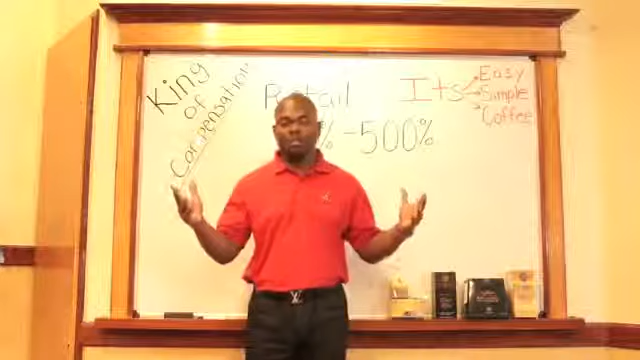 King
of
Compensation
Retail
% -500%
Its
Easy
Simple
Coffee